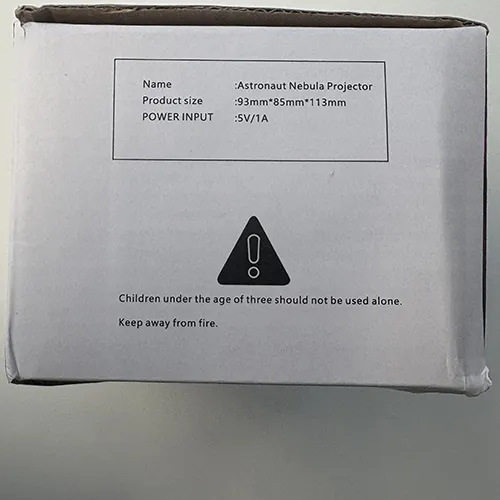 Name :Astronaut Nebula Projector
Product size :93mm*85mm*113mm
POWER INPUT :5V/1A
Children under the age of three should not be used alone.
Keep away from fire.